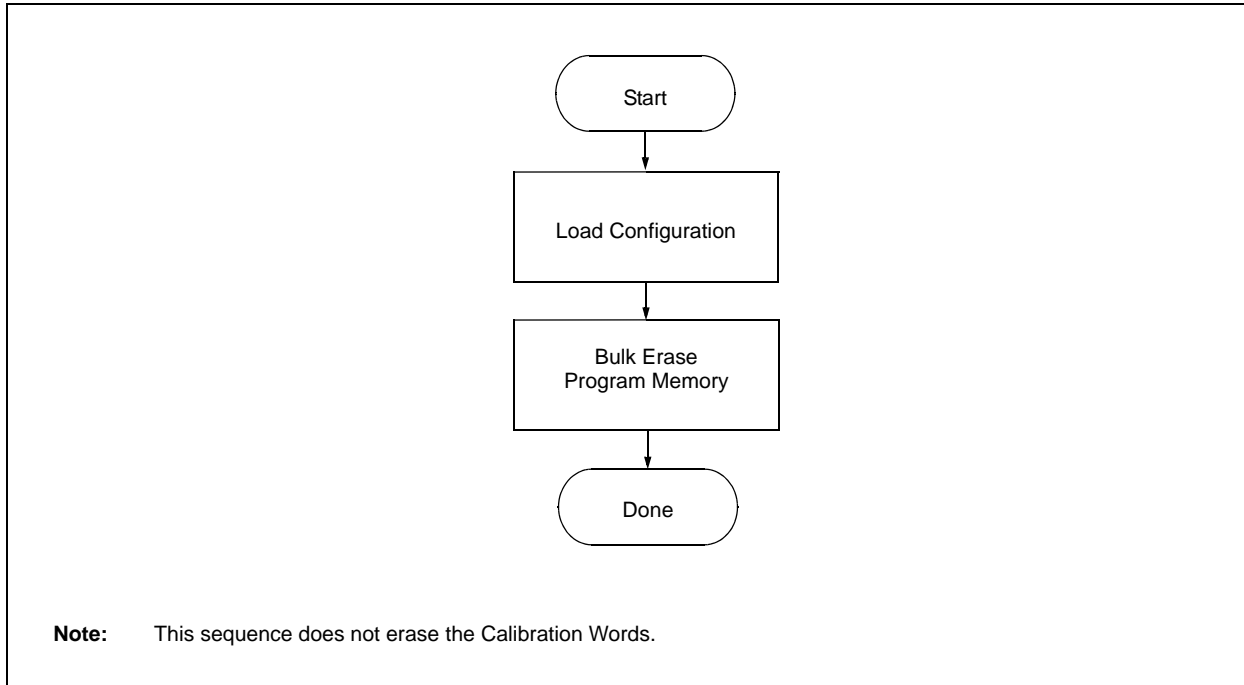 Start
Load Configuration
Bulk Erase
Program Memory
Done
Note: This sequence does not erase the Calibration Words.